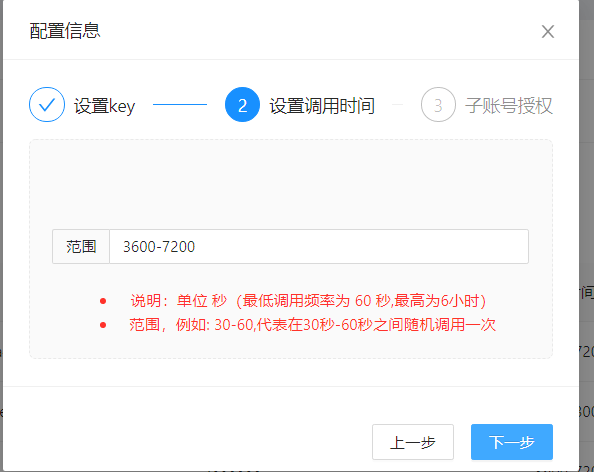 配置信息
设置key
2 设置调用时间
3 子账号授权
范围 3600-7200
说明：单位 秒（最低调用频率为 60 秒,最高为6小时）
范围，例如: 30-60,代表在30秒-60秒之间随机调用一次
上一步 下一步